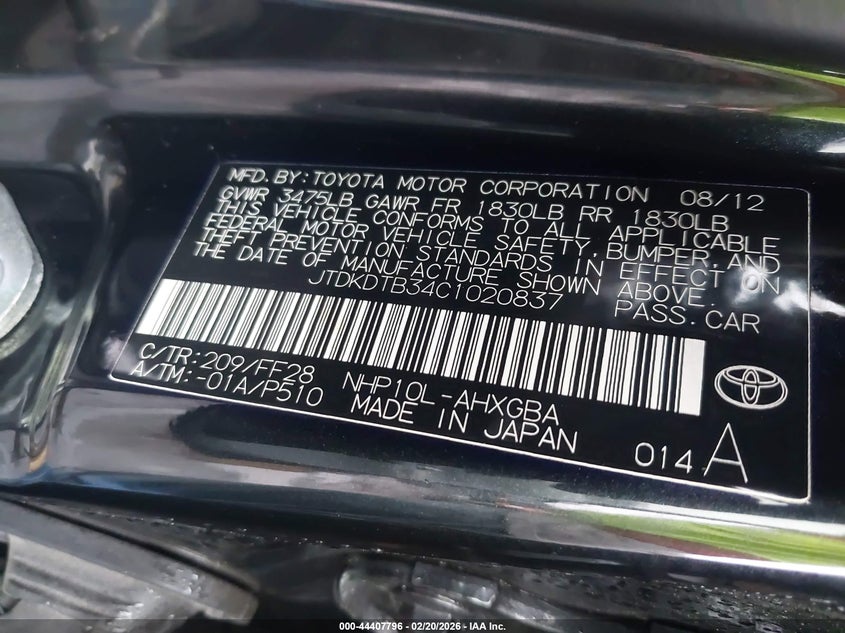 MFD.BY:TOYOTA MOTOR CORPORATION 08/12
GVWR 3475LB GAWR FR 1830LB RR 1830LB
THIS VEHICLE CONFORMS TO ALL APPLICABLE
FEDERAL MOTOR VEHICLE SAFETY,BUMPER,AND
THEFT PREVENTION STANDARDS IN EFFECT ON
THE DATE OF MANUFACTURE SHOWN ABOVE.
JTDKDTB34C1020837 PASS.CAR
C/TR:209/FF28 NHP10L-AHXGBA
A/TM:-01A/P510 MADE IN JAPAN 014 A
000-44407796 - 02/20/2026 - IAA Inc.